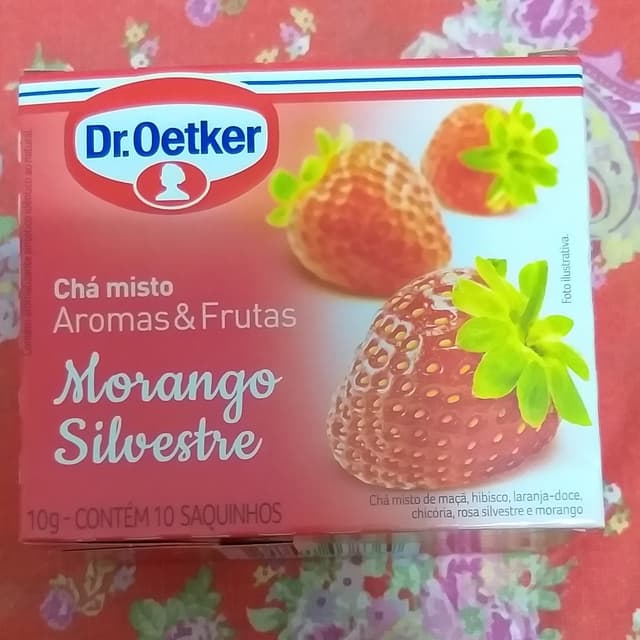 Dr.Oetker
Chá misto
Aromas & Frutas
Morango
Silvestre
10g - CONTÉM 10 SAQUINHOS
Foto ilustrativa.
Chá misto de maçã, hibisco, laranja-doce,
chicória, rosa silvestre e morango